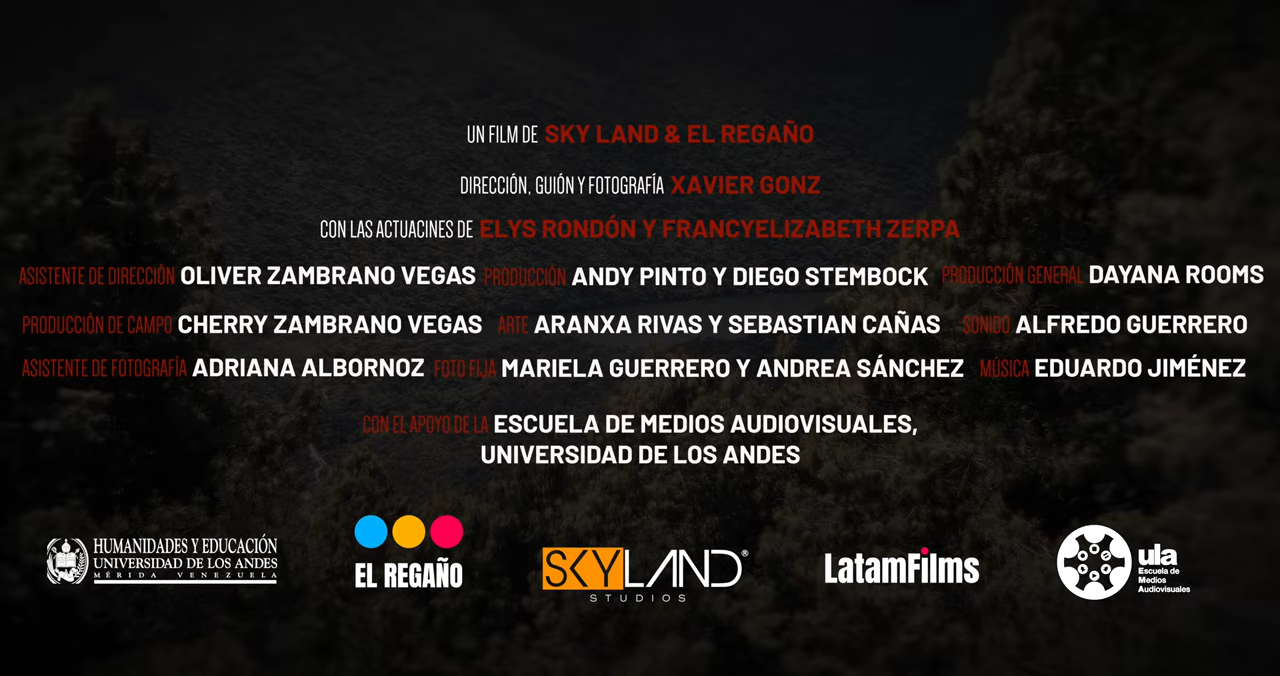 UN FILM DE SKY LAND & EL REGAÑO
DIRECCIÓN, GUIÓN Y FOTOGRAFÍA XAVIER GONZ
CON LAS ACTUACINES DE ELYS RONDÓN Y FRANCYELIZABETH ZERPA
ASISTENTE DE DIRECCIÓN OLIVER ZAMBRANO VEGAS PRODUCCIÓN ANDY PINTO Y DIEGO STEMBOCK PRODUCCIÓN GENERAL DAYANA ROOMS
PRODUCCIÓN DE CAMPO CHERRY ZAMBRANO VEGAS ARTE ARANXA RIVAS Y SEBASTIAN CAÑAS SONIDO ALFREDO GUERRERO
ASISTENTE DE FOTOGRAFÍA ADRIANA ALBORNOZ FOTO FIJA MARIELA GUERRERO Y ANDREA SÁNCHEZ MÚSICA EDUARDO JIMÉNEZ
CON EL APOYO DE LA ESCUELA DE MEDIOS AUDIOVISUALES,
UNIVERSIDAD DE LOS ANDES
HUMANIDADES Y EDUCACIÓN
UNIVERSIDAD DE LOS ANDES
MÉRIDA VENEZUELA
EL REGAÑO
SKYLAND®
STUDIOS
LatamFilms
ula
Escuela de
Medios
Audiovisuales